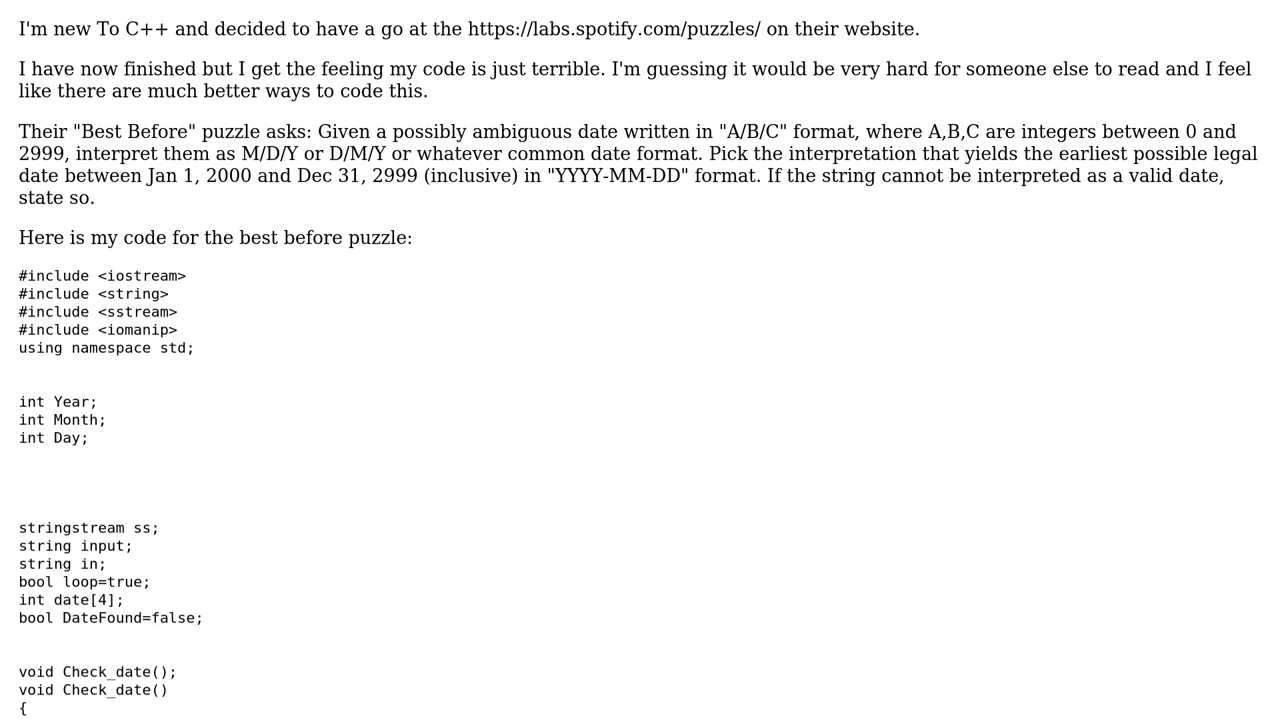 I'm new To C++ and decided to have a go at the https://labs.spotify.com/puzzles/ on their website.
I have now finished but I get the feeling my code is just terrible. I'm guessing it would be very hard for someone else to read and I feel
like there are much better ways to code this.
Their "Best Before" puzzle asks: Given a possibly ambiguous date written in "A/B/C" format, where A,B,C are integers between 0 and
2999, interpret them as M/D/Y or D/M/Y or whatever common date format. Pick the interpretation that yields the earliest possible legal
date between Jan 1, 2000 and Dec 31, 2999 (inclusive) in "YYYY-MM-DD" format. If the string cannot be interpreted as a valid date,
state so.
Here is my code for the best before puzzle:
#include <iostream>
#include <string>
#include <sstream>
#include <iomanip>
using namespace std;
int Year;
int Month;
int Day;
stringstream ss;
string input;
string in;
bool loop=true;
int date[4];
bool DateFound=false;
void Check_date();
void Check_date()
{